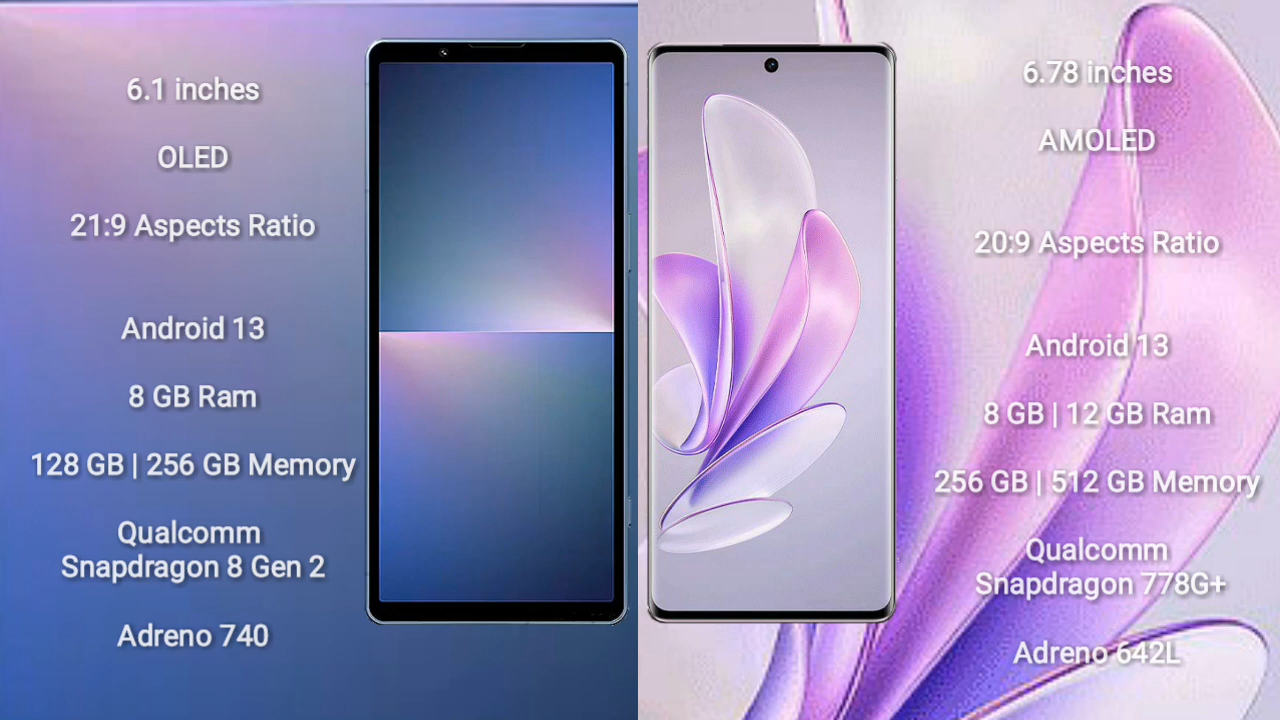 6.1 inches
OLED
21:9 Aspects Ratio
Android 13
8 GB Ram
128 GB | 256 GB Memory
Qualcomm
Snapdragon 8 Gen 2
Adreno 740
6.78 inches
AMOLED
20:9 Aspects Ratio
Android 13
8 GB | 12 GB Ram
256 GB | 512 GB Memory
Qualcomm
Snapdragon 778G+
Adreno 642L